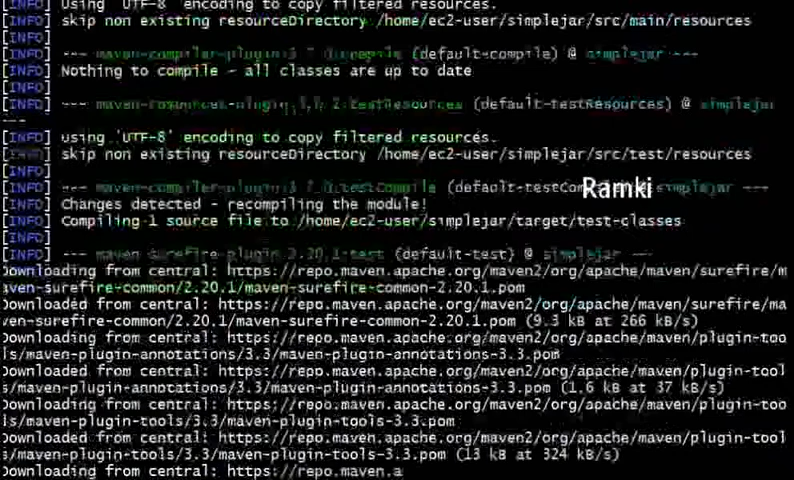 [INFO] Using 'UTF-8' encoding to copy filtered resources.
[INFO] skip non existing resourceDirectory /home/ec2-user/simplejar/src/main/resources
[INFO]
[INFO] --- maven-compiler-plugin (default-compile) @ simplejar ---
[INFO] Nothing to compile - all classes are up to date
[INFO]
[INFO] --- maven-resources-plugin testResources (default-testResources) @ simplejar
---
[INFO] Using 'UTF-8' encoding to copy filtered resources.
[INFO] skip non existing resourceDirectory /home/ec2-user/simplejar/src/test/resources
[INFO]
[INFO] --- maven-compiler-plugin testCompile simplejar ---
Ramki
[INFO] Changes detected - recompiling the module!
[INFO] Compiling 1 source file to /home/ec2-user/simplejar/target/test-classes
[INFO]
[INFO] --- maven-surefire-plugin 2.20.1:test (default-test) @ simplejar ---
Downloading from central: https://repo.maven.apache.org/maven2/org/apache/maven/surefire/m
aven-surefire-common/2.20.1/maven-surefire-common-2.20.1.pom
Downloaded from central: https://repo.maven.apache.org/maven2/org/apache/maven/surefire/ma
ven-surefire-common/2.20.1/maven-surefire-common-2.20.1.pom (9.3 kB at 266 kB/s)
Downloading from central: https://repo.maven.apache.org/maven2/org/apache/maven/plugin-too
ls/maven-plugin-annotations/3.3/maven-plugin-annotations-3.3.pom
Downloaded from central: https://repo.maven.apache.org/maven2/org/apache/maven/plugin-tool
s/maven-plugin-annotations/3.3/maven-plugin-annotations-3.3.pom (1.6 kB at 37 kB/s)
Downloading from central: https://repo.maven.apache.org/maven2/org/apache/maven/plugin-too
ls/maven-plugin-tools/3.3/maven-plugin-tools-3.3.pom
Downloaded from central: https://repo.maven.apache.org/maven2/org/apache/maven/plugin-tool
s/maven-plugin-tools/3.3/maven-plugin-tools-3.3.pom (13 kB at 324 kB/s)
Downloading from central: https://repo.maven.a